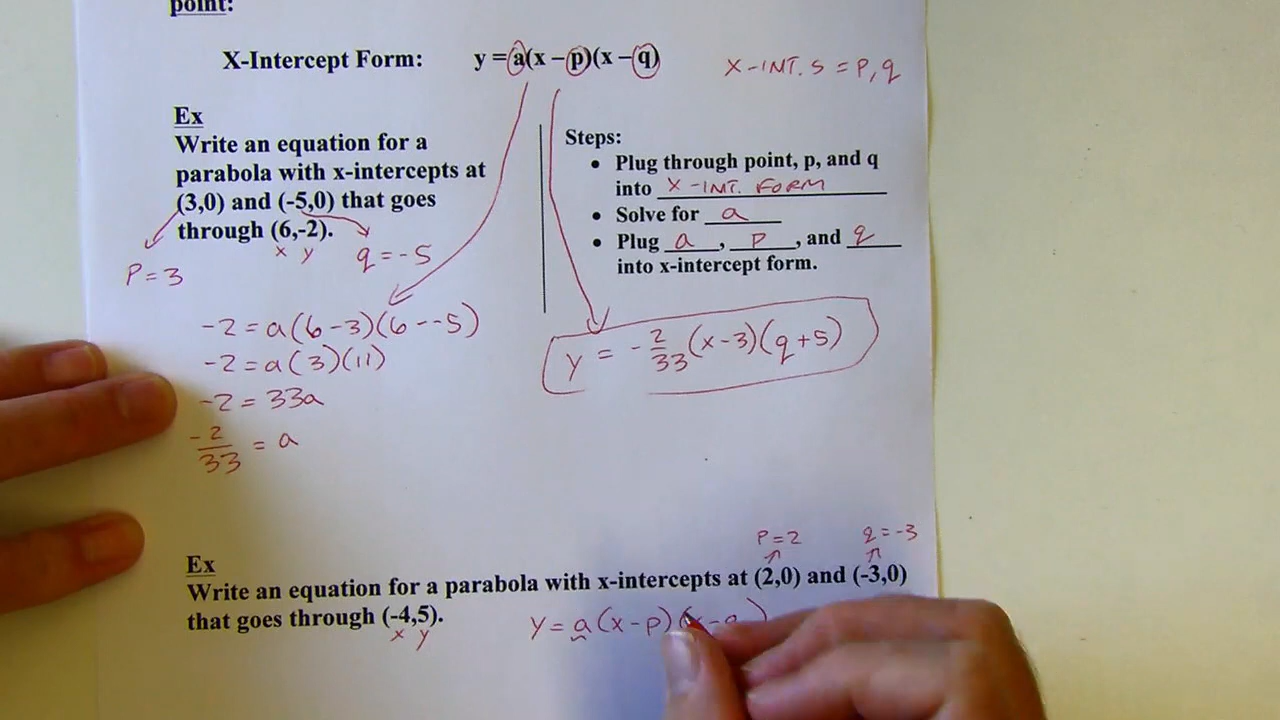 point:
X-Intercept Form: y = a(x – p)(x – q)
X-INT. S = P, q
Ex
Write an equation for a
parabola with x-intercepts at
(3,0) and (-5,0) that goes
through (6,-2).
x y
P = 3
q = -5
-2 = a(6-3)(6--5)
-2 = a(3)(11)
-2 = 33a
-2/33 = a
Steps:
• Plug through point, p, and q
into X-INT. FORM
• Solve for a
• Plug a, p, and q
into x-intercept form.
y = -2/33 (x-3)(q+5)
P=2 q=-3
Ex
Write an equation for a parabola with x-intercepts at (2,0) and (-3,0)
that goes through (-4,5).
x y
y = a(x-p)(x-q)